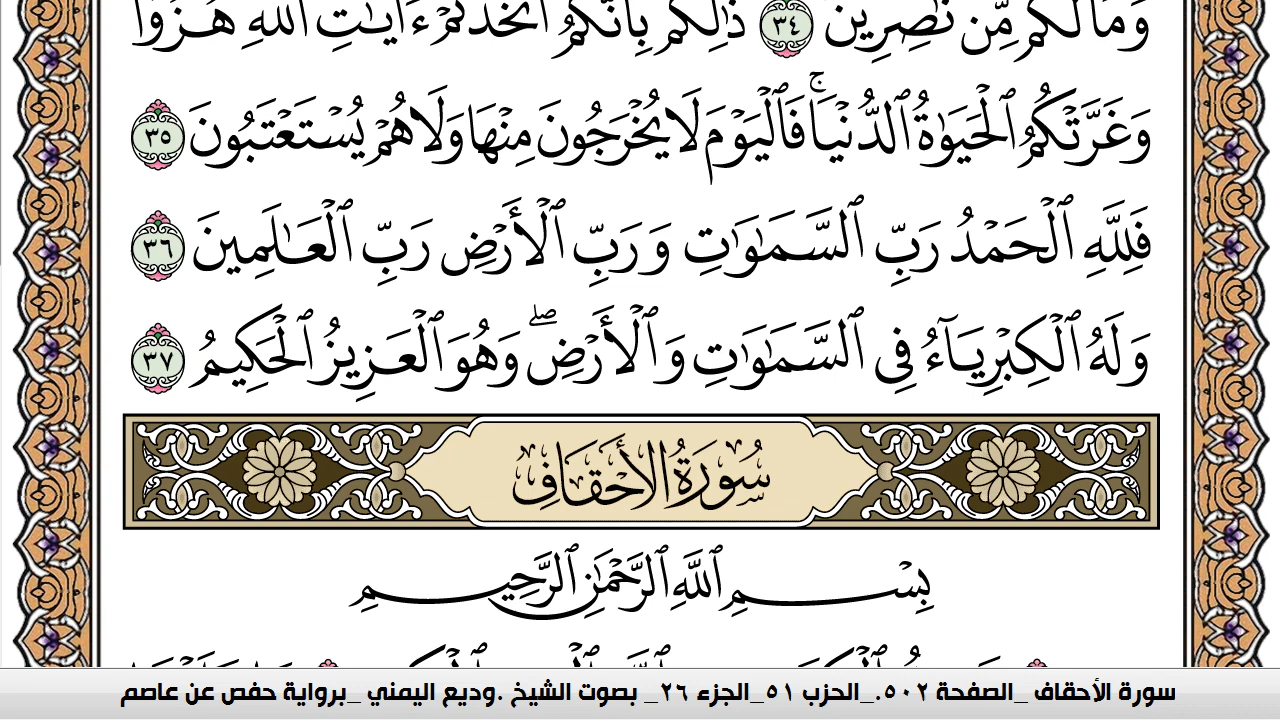 وَمَا لَكُم مِّن نَّٰصِرِينَ ٣٤ ذَٰلِكُم بِأَنَّكُمُ ٱتَّخَذْتُمْ ءَايَٰتِ ٱللَّهِ هُزُوًا
وَغَرَّتْكُمُ ٱلْحَيَوٰةُ ٱلدُّنْيَا ۚ فَٱلْيَوْمَ لَا يُخْرَجُونَ مِنْهَا وَلَا هُمْ يُسْتَعْتَبُونَ ٣٥
فَلِلَّهِ ٱلْحَمْدُ رَبِّ ٱلسَّمَٰوَٰتِ وَرَبِّ ٱلْأَرْضِ رَبِّ ٱلْعَٰلَمِينَ ٣٦
وَلَهُ ٱلْكِبْرِيَآءُ فِى ٱلسَّمَٰوَٰتِ وَٱلْأَرْضِ ۖ وَهُوَ ٱلْعَزِيزُ ٱلْحَكِيمُ ٣٧
سُورَةُ الأَحْقَافِ
بِسْمِ ٱللَّهِ ٱلرَّحْمَٰنِ ٱلرَّحِيمِ
سورة الأحقاف _الصفحة ٥٠٢._الحزب ٥١_الجزء ٢٦_ بصوت الشيخ .وديع اليمني _برواية حفص عن عاصم